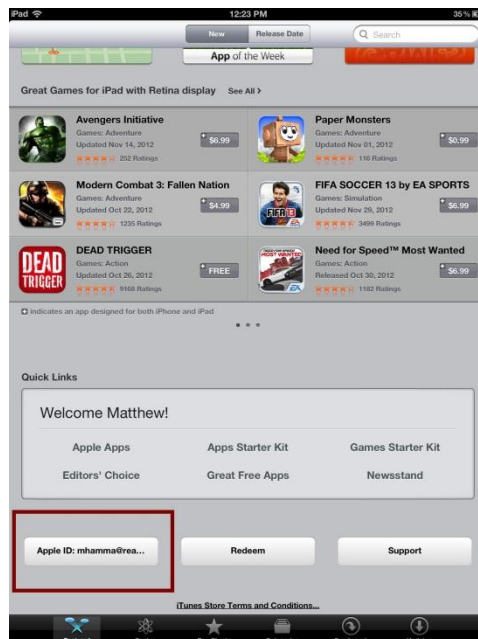 iPad 12:23 PM 35%
New Release Date Search
App of the Week
Great Games for iPad with Retina display See All >
Avengers Initiative
Games: Adventure
Updated Nov 14, 2012
252 Ratings
$6.99
Paper Monsters
Games: Adventure
Updated Nov 01, 2012
116 Ratings
$0.99
Modern Combat 3: Fallen Nation
Games: Adventure
Updated Oct 22, 2012
1235 Ratings
$4.99
FIFA SOCCER 13 by EA SPORTS
Games: Simulation
Updated Nov 29, 2012
3499 Ratings
$6.99
FIFA 13
DEAD TRIGGER
DEAD TRIGGER
Games: Action
Updated Oct 26, 2012
9168 Ratings
FREE
Need for Speed™ Most Wanted
Games: Action
Released Oct 30, 2012
1182 Ratings
$6.99
indicates an app designed for both iPhone and iPad
Quick Links
Welcome Matthew!
Apple Apps Apps Starter Kit Games Starter Kit
Editors' Choice Great Free Apps Newsstand
Apple ID: mhamma@rea... Redeem Support
iTunes Store Terms and Conditions...